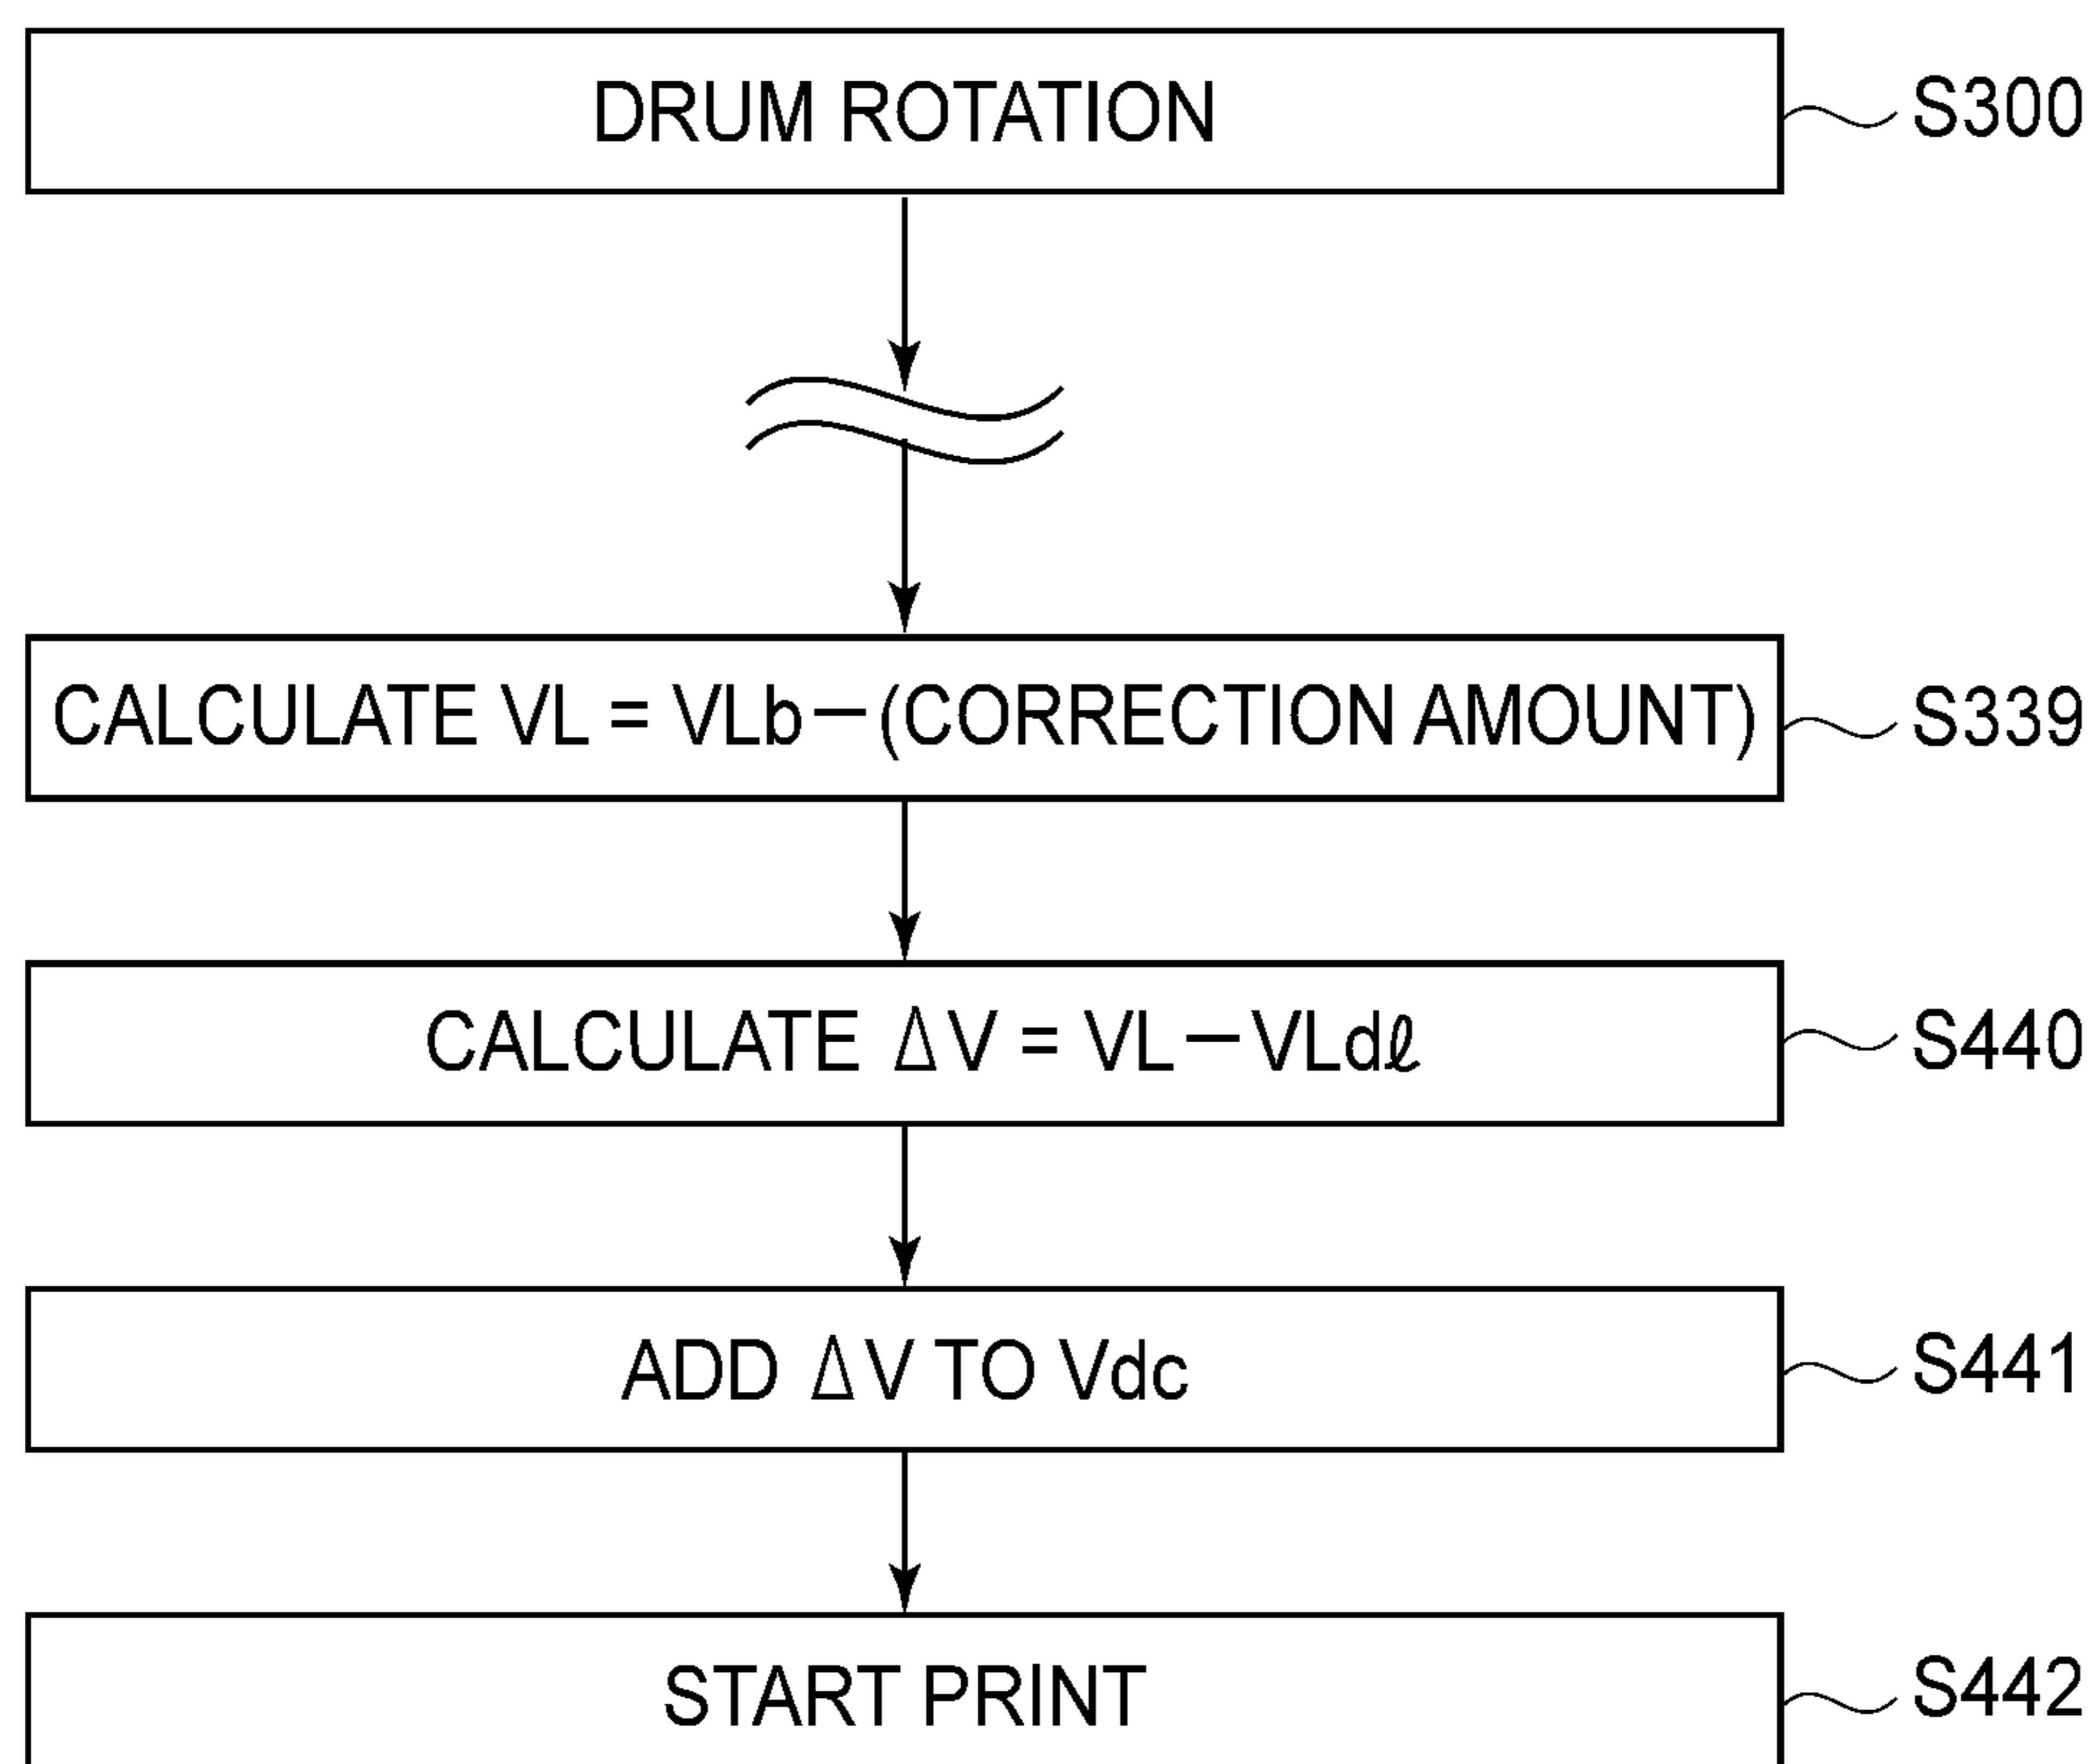 DRUM ROTATION S300
CALCULATE VL = VLb—(CORRECTION AMOUNT) S339
CALCULATE ΔV = VL—VLdℓ S440
ADD ΔV TO Vdc S441
START PRINT S442